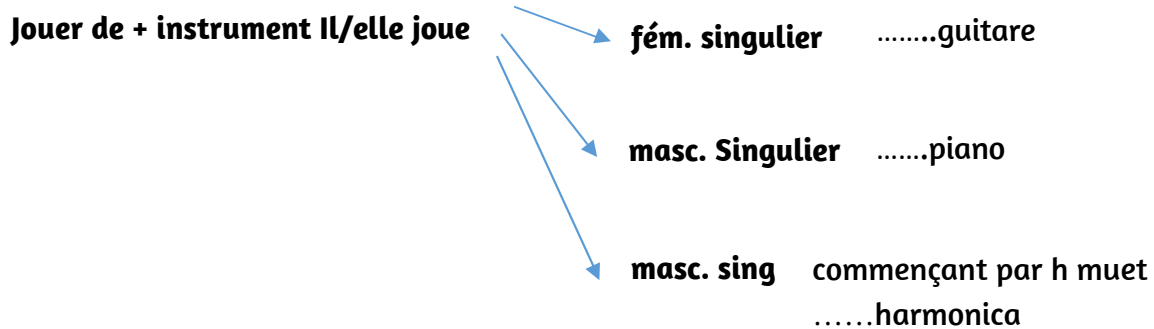 Jouer de + instrument Il/elle joue
fém. singulier ........guitare
masc. Singulier .......piano
masc. sing commençant par h muet
......harmonica